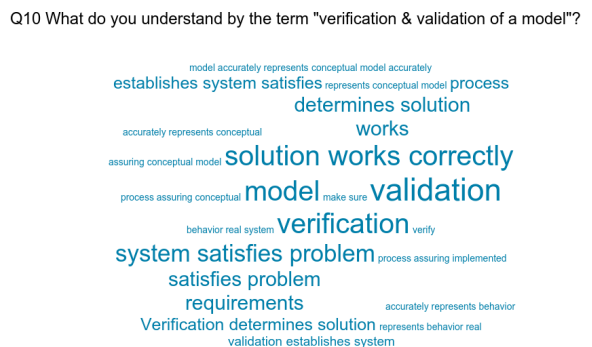 Q10 What do you understand by the term "verification & validation of a model"?
model accurately represents conceptual model accurately
establishes system satisfies represents conceptual model process
determines solution
accurately represents conceptual works
assuring conceptual model solution works correctly
process assuring conceptual model make sure validation
behavior real system verification verify
system satisfies problem process assuring implemented
satisfies problem
requirements accurately represents behavior
Verification determines solution represents behavior real
validation establishes system